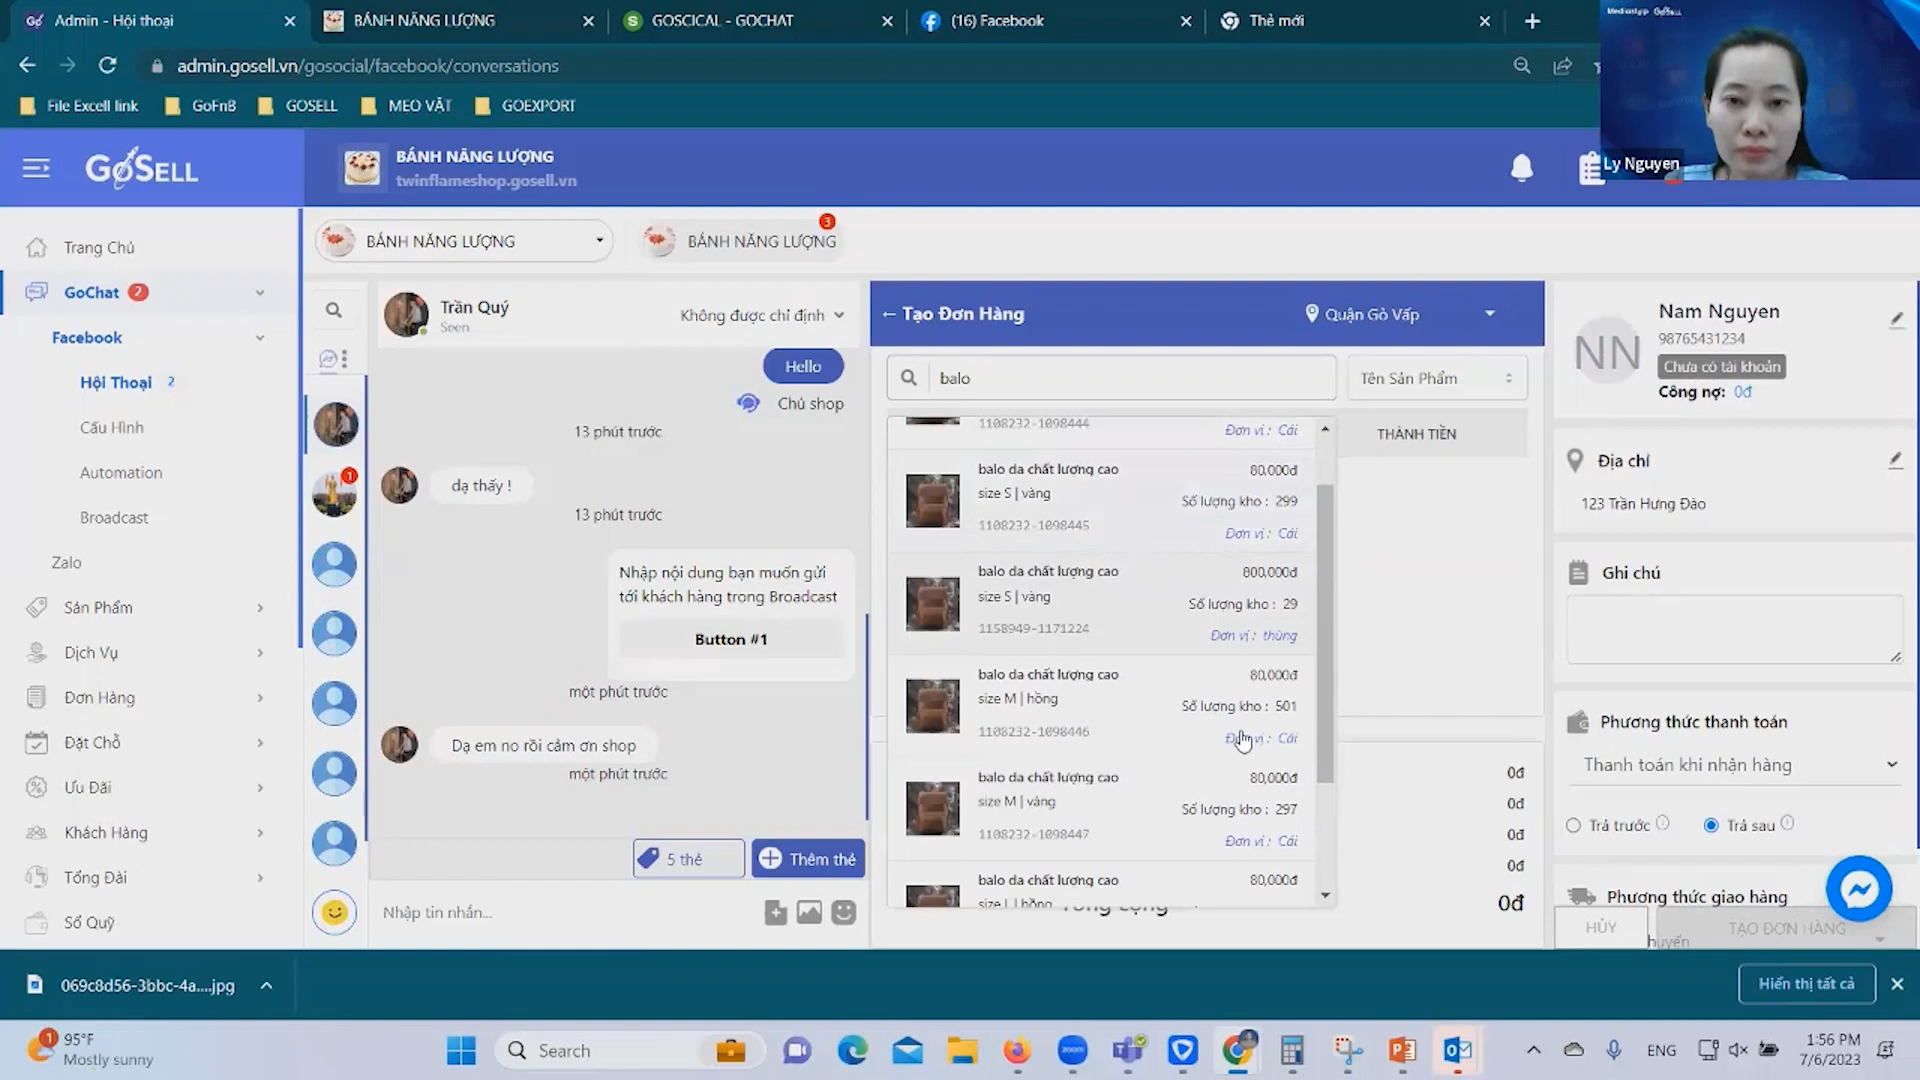 Admin - Hội thoại
BÁNH NĂNG LƯỢNG
GOSCICAL - GOCHAT
(16) Facebook
Thẻ mới
admin.gosell.vn/gosocial/facebook/conversations
File Excell link
GoFnB
GOSELL
MẸO VẶT
GOEXPORT
Mediastep GoSELL
Ly Nguyen
GoSELL
BÁNH NĂNG LƯỢNG
twinflameshop.gosell.vn
BÁNH NĂNG LƯỢNG
BÁNH NĂNG LƯỢNG
3
Trang Chủ
GoChat 2
Facebook
Hội Thoại 2
Cấu Hình
Automation
Broadcast
Zalo
Sản Phẩm
Dịch Vụ
Đơn Hàng
Đặt Chỗ
Ưu Đãi
Khách Hàng
Tổng Đài
Sổ Quỹ
1
Trần Quý
Seen
Không được chỉ định
Hello
Chủ shop
13 phút trước
dạ thấy !
13 phút trước
Nhập nội dung bạn muốn gửi
tới khách hàng trong Broadcast
Button #1
một phút trước
Dạ em no rồi cảm ơn shop
một phút trước
5 thẻ
Thêm thẻ
Nhập tin nhắn...
← Tạo Đơn Hàng
Quận Gò Vấp
balo
Tên Sản Phẩm
THÀNH TIỀN
1108232-1098444
Đơn vị : Cái
balo da chất lượng cao
80,000đ
size S | vàng
Số lượng kho : 299
1108232-1098445
Đơn vị : Cái
balo da chất lượng cao
800,000đ
size S | vàng
Số lượng kho : 29
1158949-1171224
Đơn vị : thùng
balo da chất lượng cao
80,000đ
size M | hồng
Số lượng kho : 501
1108232-1098446
Đơn vị : Cái
balo da chất lượng cao
80,000đ
size M | vàng
Số lượng kho : 297
1108232-1098447
Đơn vị : Cái
balo da chất lượng cao
80,000đ
size L | hồng
Tổng cộng
0đ
0đ
0đ
0đ
0đ
NN
Nam Nguyen
98765431234
Chưa có tài khoản
Công nợ: 0đ
Địa chỉ
123 Trần Hưng Đào
Ghi chú
Phương thức thanh toán
Thanh toán khi nhận hàng
Trả trước
Trả sau
Phương thức giao hàng
HỦY
TẠO ĐƠN HÀNG
069c8d56-3bbc-4a....jpg
Hiển thị tất cả
1
95°F
Mostly sunny
Search
zoom
ENG
1:56 PM
7/6/2023